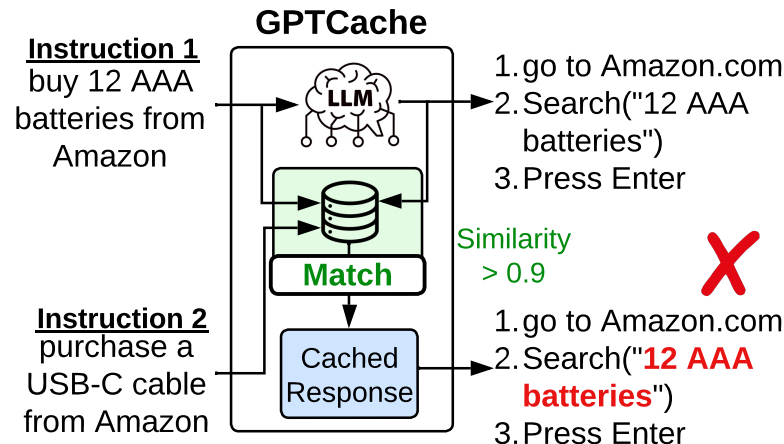 GPTCache
Instruction 1
buy 12 AAA
batteries from
Amazon
LLM
1. go to Amazon.com
2. Search("12 AAA
batteries")
3. Press Enter
Similarity
> 0.9
Match
Instruction 2
purchase a
USB-C cable
from Amazon
Cached
Response
1. go to Amazon.com
2. Search("12 AAA
batteries")
3. Press Enter